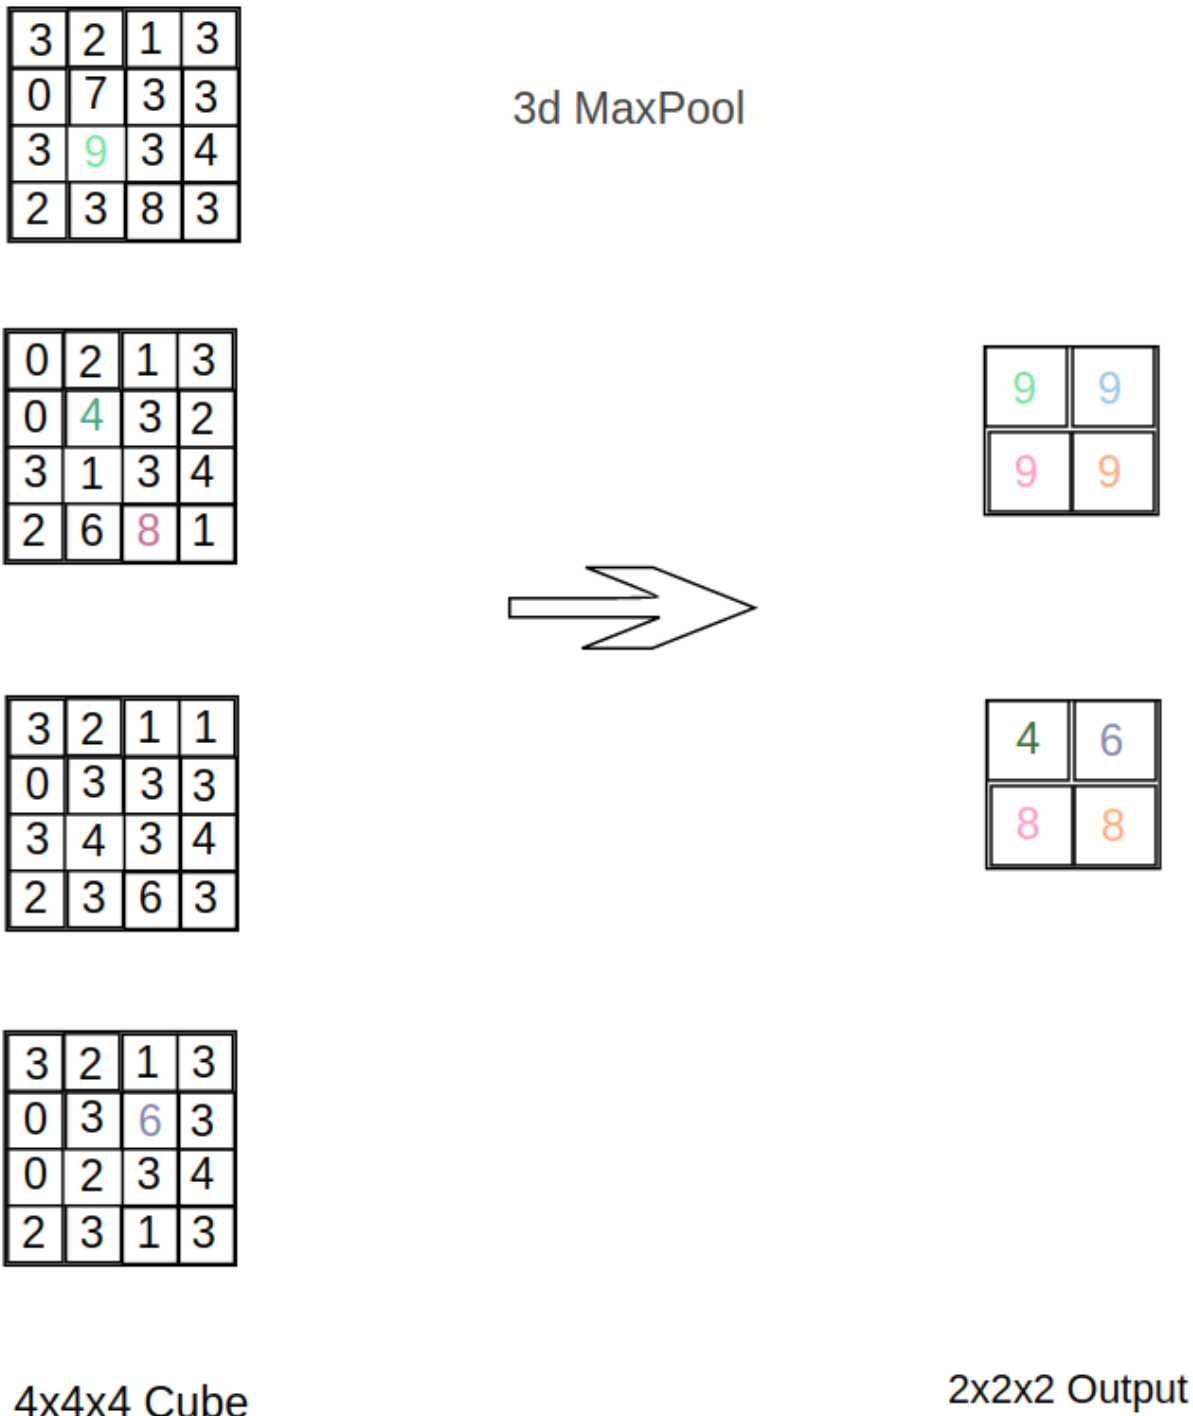 3 2 1 3
0 7 3 3
3 9 3 4
2 3 8 3
3d MaxPool
0 2 1 3
0 4 3 2
3 1 3 4
2 6 8 1
9 9
9 9
3 2 1 1
0 3 3 3
3 4 3 4
2 3 6 3
4 6
8 8
3 2 1 3
0 3 6 3
0 2 3 4
2 3 1 3
4x4x4 Cube
2x2x2 Output